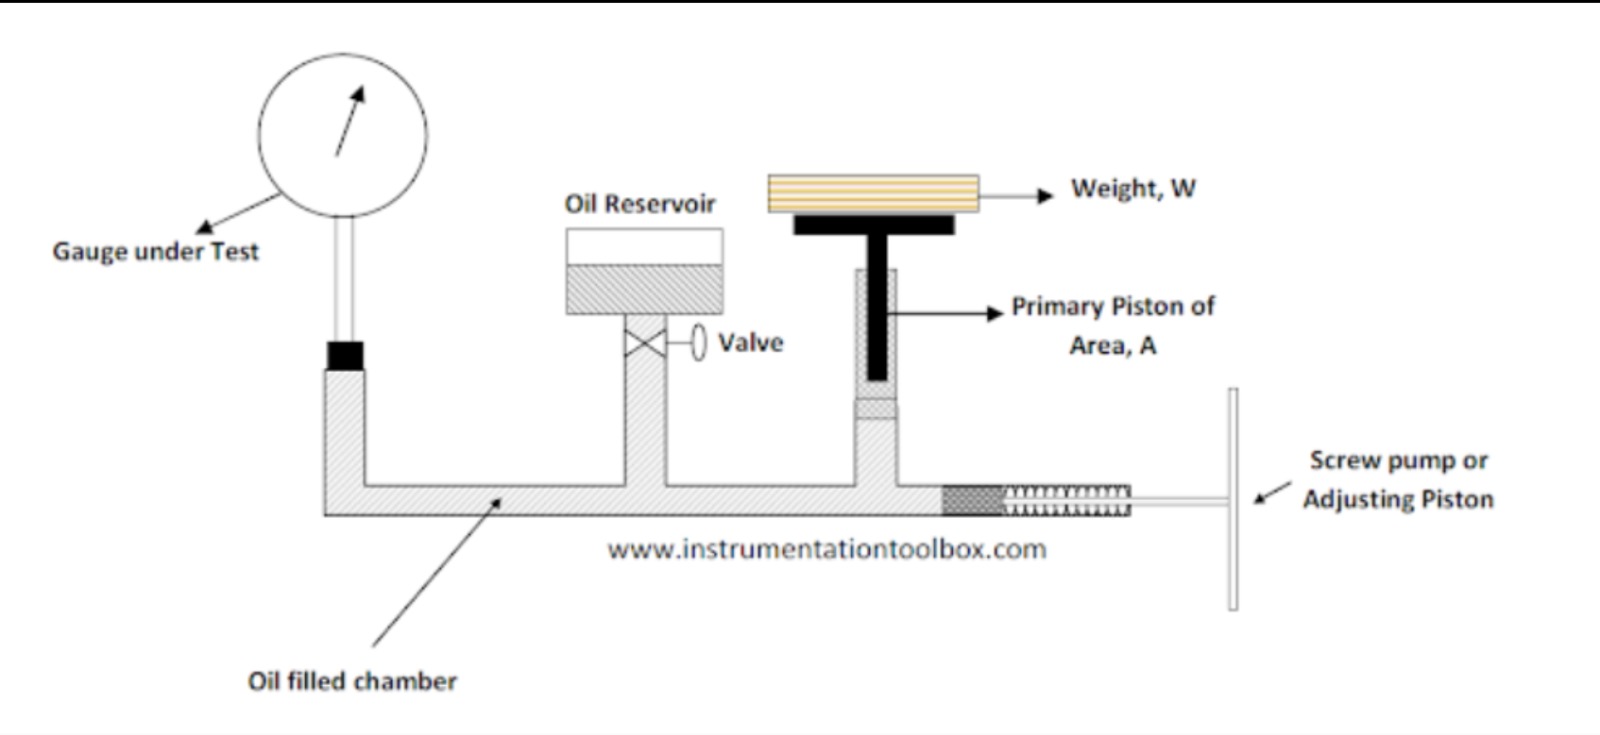 Gauge under Test
Oil Reservoir
Valve
Weight, W
Primary Piston of
Area, A
Screw pump or
Adjusting Piston
www.instrumentationtoolbox.com
Oil filled chamber